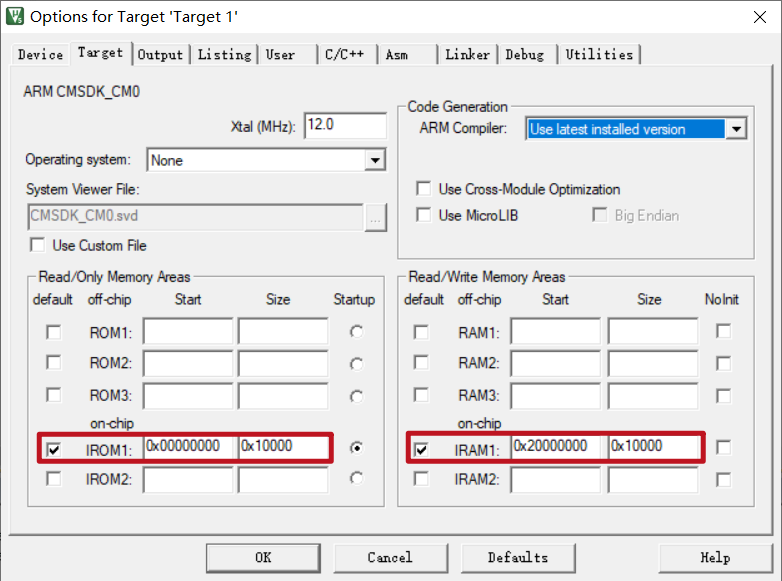 Options for Target 'Target 1'
Device Target Output Listing User C/C++ Asm Linker Debug Utilities
ARM CMSDK_CM0
Xtal (MHz): 12.0
Operating system: None
System Viewer File:
CMSDK_CM0.svd ...
Use Custom File
Code Generation
ARM Compiler: Use latest installed version
Use Cross-Module Optimization
Use MicroLIB Big Endian
Read/Only Memory Areas
default off-chip Start Size Startup
ROM1:
ROM2:
ROM3:
on-chip
IROM1: 0x00000000 0x10000
IROM2:
Read/Write Memory Areas
default off-chip Start Size NoInit
RAM1:
RAM2:
RAM3:
on-chip
IRAM1: 0x20000000 0x10000
IRAM2:
OK Cancel Defaults Help